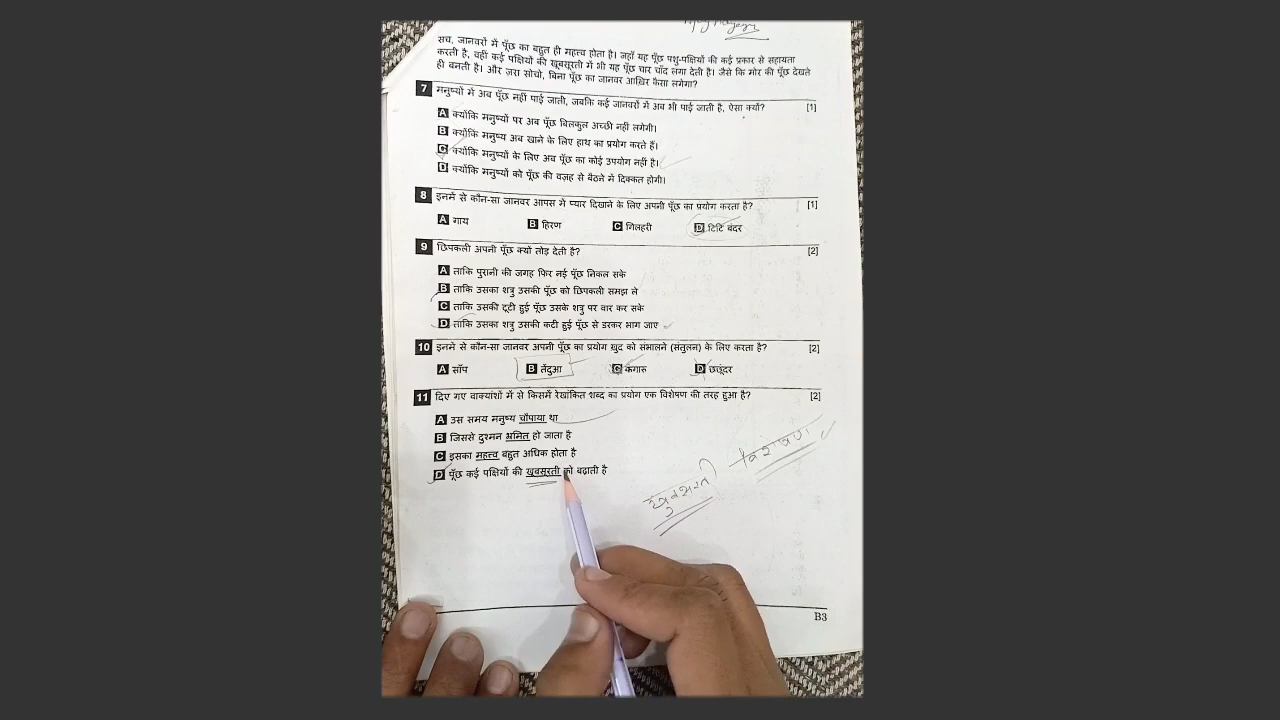 सच, जानवरों में पूँछ का बहुत ही महत्त्व होता है। जहाँ यह पूँछ पशु-पक्षियों की कई प्रकार से सहायता
करती है, वहीं कई पक्षियों की खूबसूरती में भी यह पूँछ चार चाँद लगा देती है। जैसे कि मोर की पूँछ देखते
ही बनती है। और ज़रा सोचो, बिना पूँछ का जानवर आख़िर कैसा लगेगा?
7 मनुष्यों में अब पूँछ नहीं पाई जाती, जबकि कई जानवरों में अब भी पाई जाती है, ऐसा क्यों? [1]
A क्योंकि मनुष्यों पर अब पूँछ बिलकुल अच्छी नहीं लगेगी।
B क्योंकि मनुष्य अब खाने के लिए हाथ का प्रयोग करते हैं।
C क्योंकि मनुष्यों के लिए अब पूँछ का कोई उपयोग नहीं है।
D क्योंकि मनुष्यों को पूँछ की वज़ह से बैठने में दिक्कत होगी।
8 इनमें से कौन-सा जानवर आपस में प्यार दिखाने के लिए अपनी पूँछ का प्रयोग करता है? [1]
A गाय B हिरण C गिलहरी D टिटि बंदर
9 छिपकली अपनी पूँछ क्यों तोड़ देती है? [2]
A ताकि पुरानी की जगह फिर नई पूँछ निकल सके
B ताकि उसका शत्रु उसकी पूँछ को छिपकली समझ ले
C ताकि उसकी टूटी हुई पूँछ उसके शत्रु पर वार कर सके
D ताकि उसका शत्रु उसकी कटी हुई पूँछ से डरकर भाग जाए
10 इनमें से कौन-सा जानवर अपनी पूँछ का प्रयोग ख़ुद को संभालने (संतुलन) के लिए करता है? [2]
A साँप B तेंदुआ C कंगारू D छछूंदर
11 दिए गए वाक्यांशों में से किसमें रेखांकित शब्द का प्रयोग एक विशेषण की तरह हुआ है? [2]
A उस समय मनुष्य चौपाया था
B जिससे दुश्मन भ्रमित हो जाता है
C इसका महत्त्व बहुत अधिक होता है
D पूँछ कई पक्षियों की खूबसूरती को बढ़ाती है
खुबसुरती विशेषण
B3